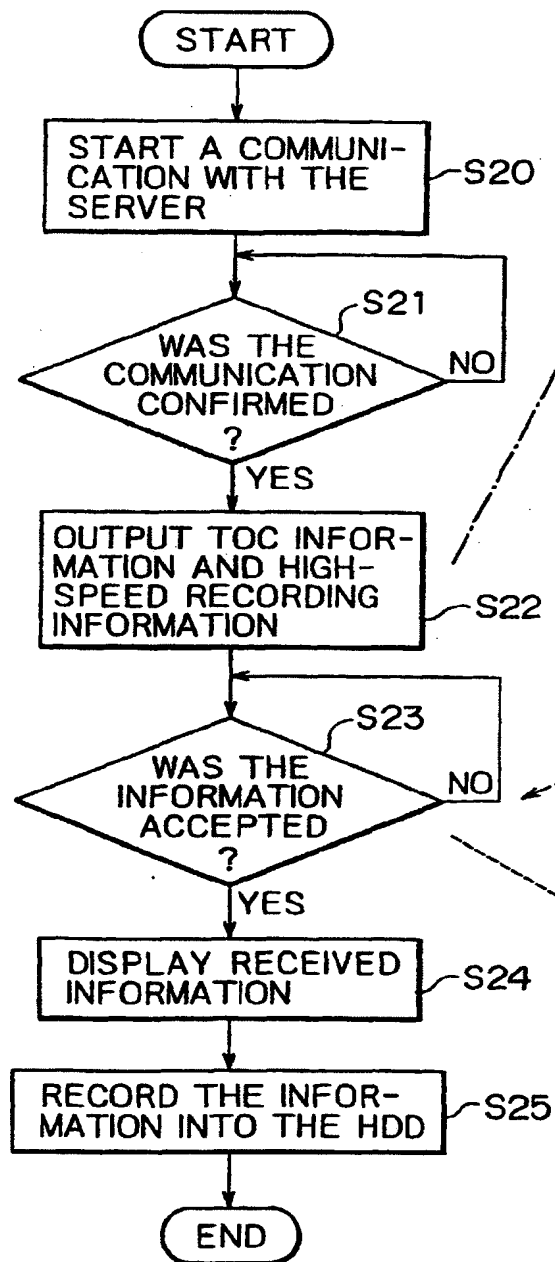 START
START A COMMUNI-
CATION WITH THE
SERVER
S20
S21
WAS THE
COMMUNICATION
CONFIRMED
?
NO
YES
OUTPUT TOC INFOR-
MATION AND HIGH-
SPEED RECORDING
INFORMATION
S22
S23
WAS THE
INFORMATION
ACCEPTED
?
NO
YES
DISPLAY RECEIVED
INFORMATION
S24
RECORD THE INFOR-
MATION INTO THE HDD
S25
END